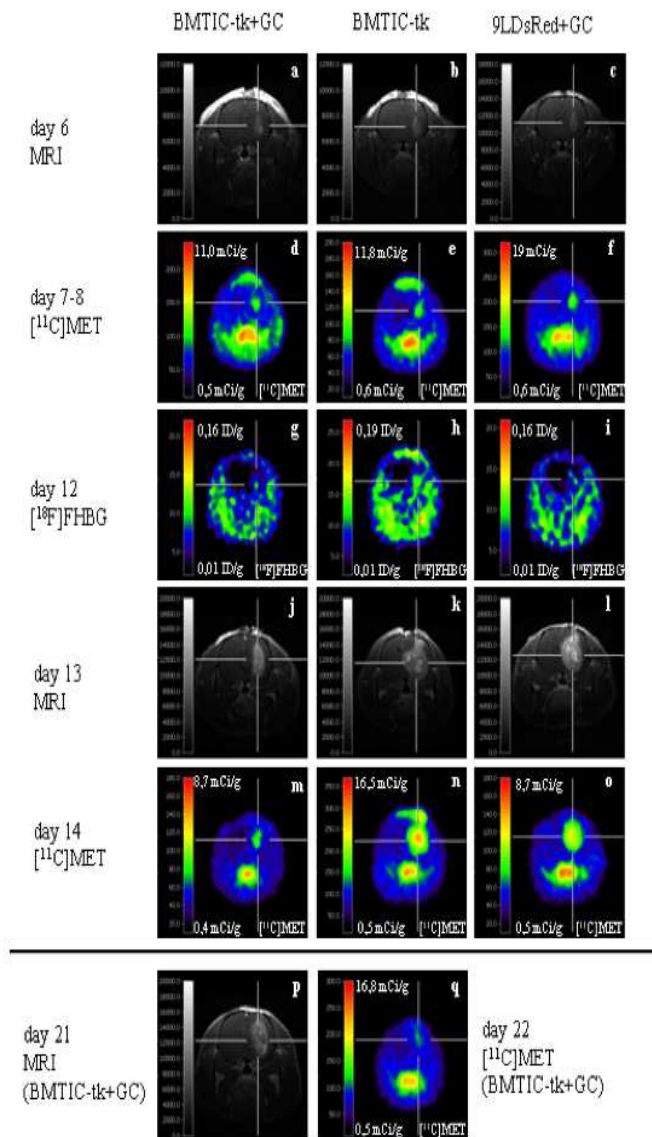 BMTIC-tk+GC BMTIC-tk 9LDsRed+GC
a b c
day 6
MRI
11,0 mCi/g d 11,8 mCi/g e 19 mCi/g f
day 7-8
[¹¹C]MET
0,5 mCi/g [¹¹C]MET 0,6 mCi/g [¹¹C]MET 0,6 mCi/g [¹¹C]MET
0,16 ID/g g 0,19 ID/g h 0,16 ID/g i
day 12
[¹⁸F]FHBG
0,01 ID/g [¹⁸F]FHBG 0,01 ID/g [¹⁸F]FHBG 0,01 ID/g [¹⁸F]FHBG
j k l
day 13
MRI
8,7 mCi/g m 16,5 mCi/g n 8,7 mCi/g o
day 14
[¹¹C]MET
0,4 mCi/g [¹¹C]MET 0,5 mCi/g [¹¹C]MET 0,5 mCi/g [¹¹C]MET
p 16,8 mCi/g q
day 21
MRI
(BMTIC-tk+GC)
day 22
[¹¹C]MET
(BMTIC-tk+GC)
0,5 mCi/g [¹¹C]MET